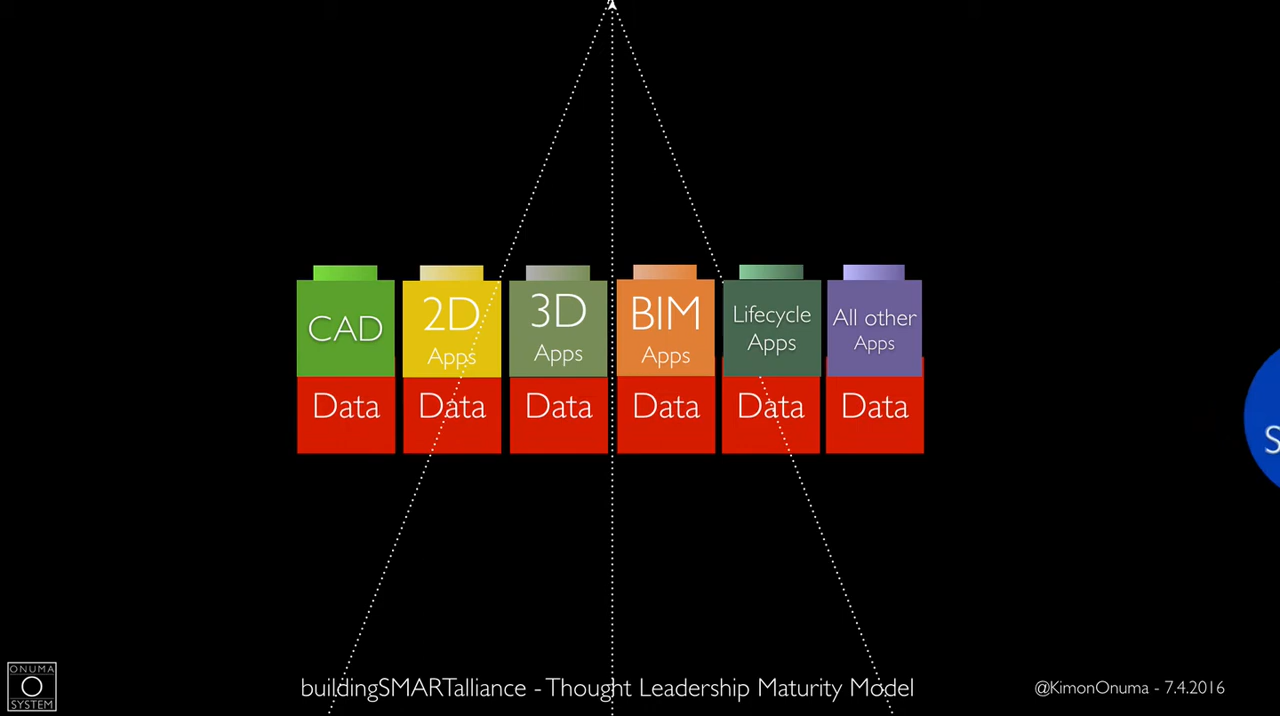 CAD
2D
Apps
3D
Apps
BIM
Apps
Lifecycle
Apps
All other
Apps
Data
Data
Data
Data
Data
Data
S
ONUMA
SYSTEM
buildingSMARTalliance - Thought Leadership Maturity Model
@KimonOnuma - 7.4.2016